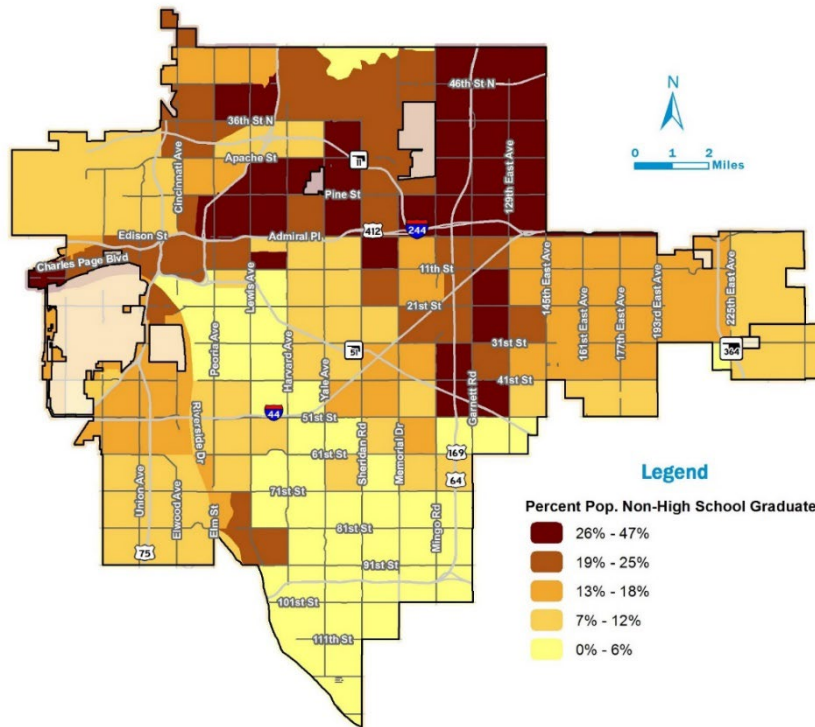 46th St N
N
36th St N
0 1 2
Miles
Cincinnati Ave
Apache St
11
129th East Ave
Pine St
Edison St
Admiral Pl
412
244
Charles Page Blvd
11th St
Lewis Ave
21st St
145th East Ave
161st East Ave
177th East Ave
193rd East Ave
225th East Ave
Peoria Ave
Harvard Ave
Yale Ave
51
31st St
364
41st St
Garnett Rd
44
51st St
Riverside Dr
61st St
Sheridan Rd
Memorial Dr
169
64
Union Ave
Elwood Ave
Elm St
71st St
81st St
Mingo Rd
75
91st St
101st St
111th St
Legend
Percent Pop. Non-High School Graduate
26% - 47%
19% - 25%
13% - 18%
7% - 12%
0% - 6%